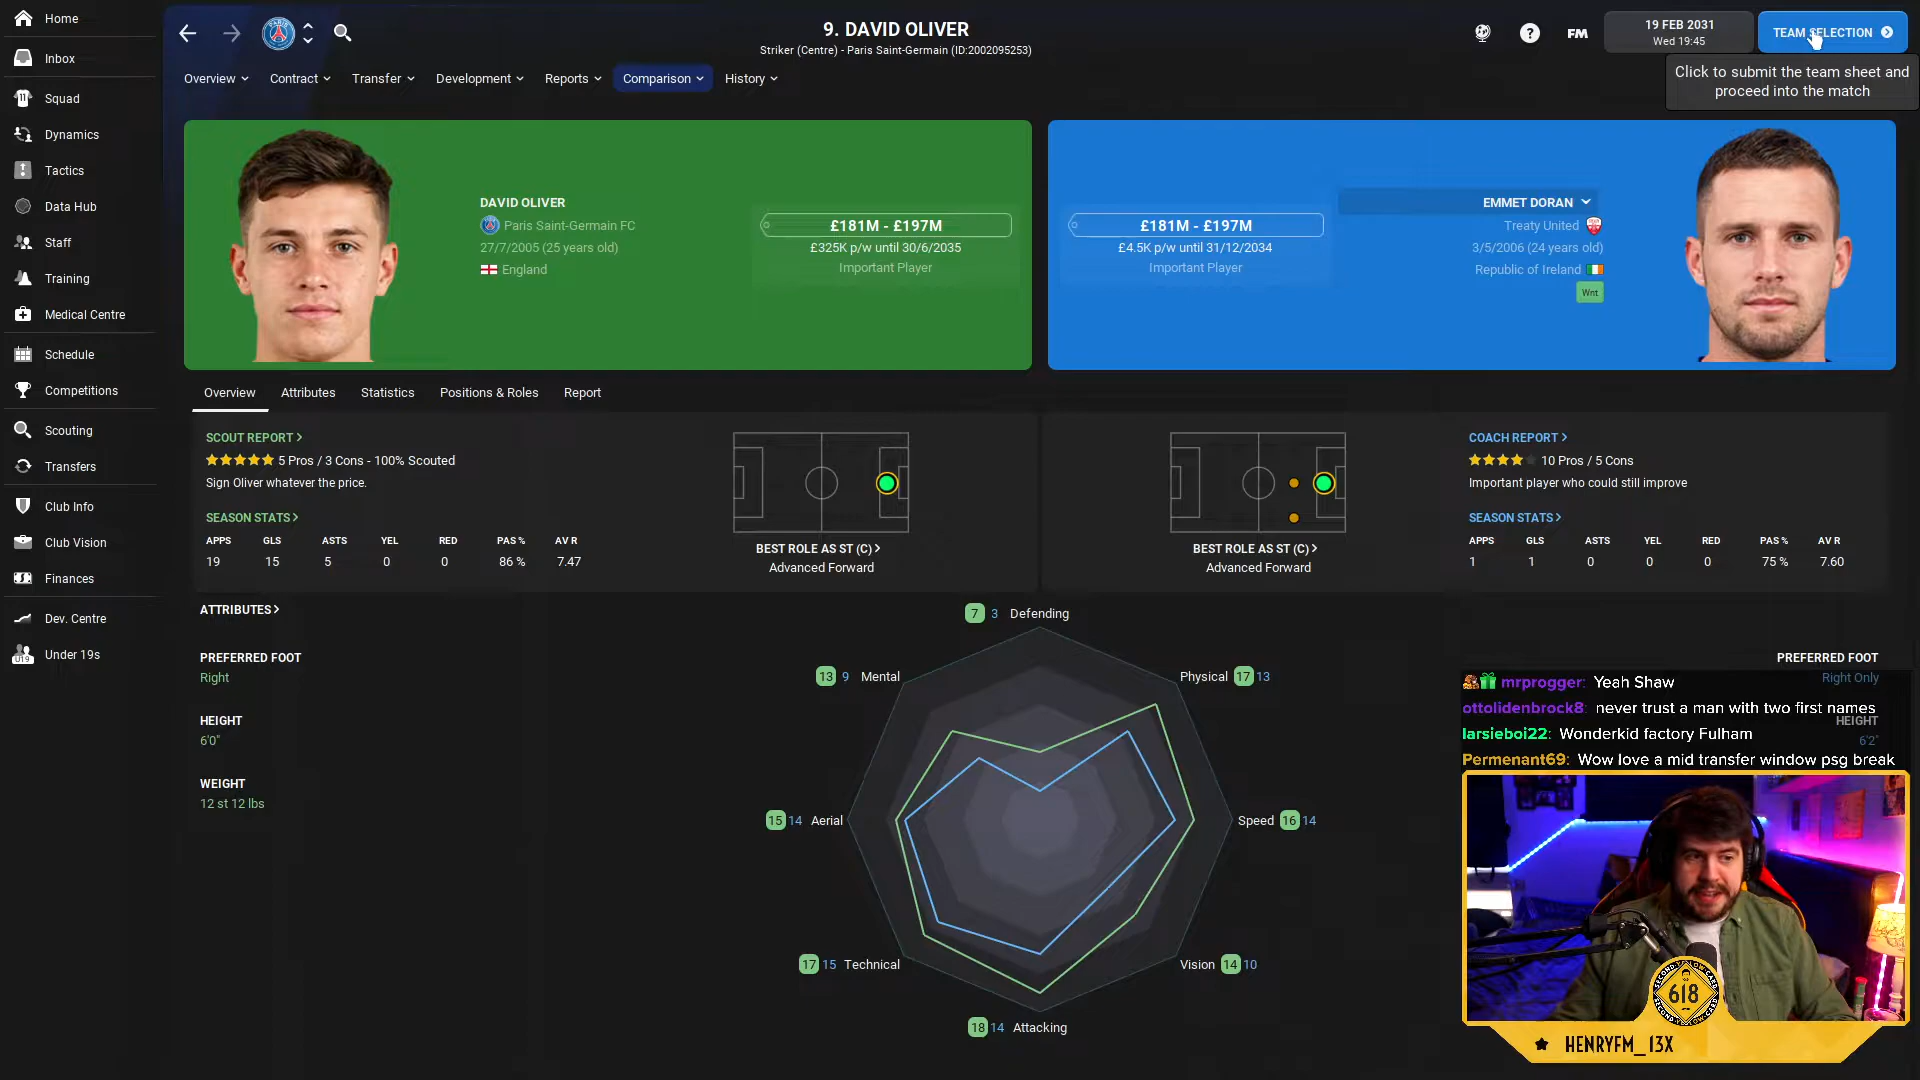 Home
Inbox
Squad
Dynamics
Tactics
Data Hub
Staff
Training
Medical Centre
Schedule
Competitions
Scouting
Transfers
Club Info
Club Vision
Finances
Dev. Centre
Under 19s
9. DAVID OLIVER
Striker (Centre) - Paris Saint-Germain (ID:2002095253)
FM
19 FEB 2031
Wed 19:45
TEAM SELECTION
Click to submit the team sheet and
proceed into the match
Overview
Contract
Transfer
Development
Reports
Comparison
History
DAVID OLIVER
Paris Saint-Germain FC
27/7/2005 (25 years old)
England
£181M - £197M
£325K p/w until 30/6/2035
Important Player
£181M - £197M
£4.5K p/w until 31/12/2034
Important Player
EMMET DORAN
Treaty United
3/5/2006 (24 years old)
Republic of Ireland
Wnt
Overview
Attributes
Statistics
Positions & Roles
Report
SCOUT REPORT
5 Pros / 3 Cons - 100% Scouted
Sign Oliver whatever the price.
SEASON STATS
APPS GLS ASTS YEL RED PAS % AV R
19 15 5 0 0 86 % 7.47
BEST ROLE AS ST (C)
Advanced Forward
BEST ROLE AS ST (C)
Advanced Forward
COACH REPORT
10 Pros / 5 Cons
Important player who could still improve
SEASON STATS
APPS GLS ASTS YEL RED PAS % AV R
1 1 0 0 0 75 % 7.60
ATTRIBUTES
PREFERRED FOOT
Right
HEIGHT
6'0"
WEIGHT
12 st 12 lbs
7 3 Defending
13 9 Mental
Physical 17 13
15 14 Aerial
Speed 16 14
17 15 Technical
Vision 14 10
18 14 Attacking
PREFERRED FOOT
Right Only
HEIGHT
6'2"
mrprogger: Yeah Shaw
ottolidenbrock8: never trust a man with two first names
larsieboi22: Wonderkid factory Fulham
Permenant69: Wow love a mid transfer window psg break
SECOND YELLOW CARD
618
HENRYFM_13X